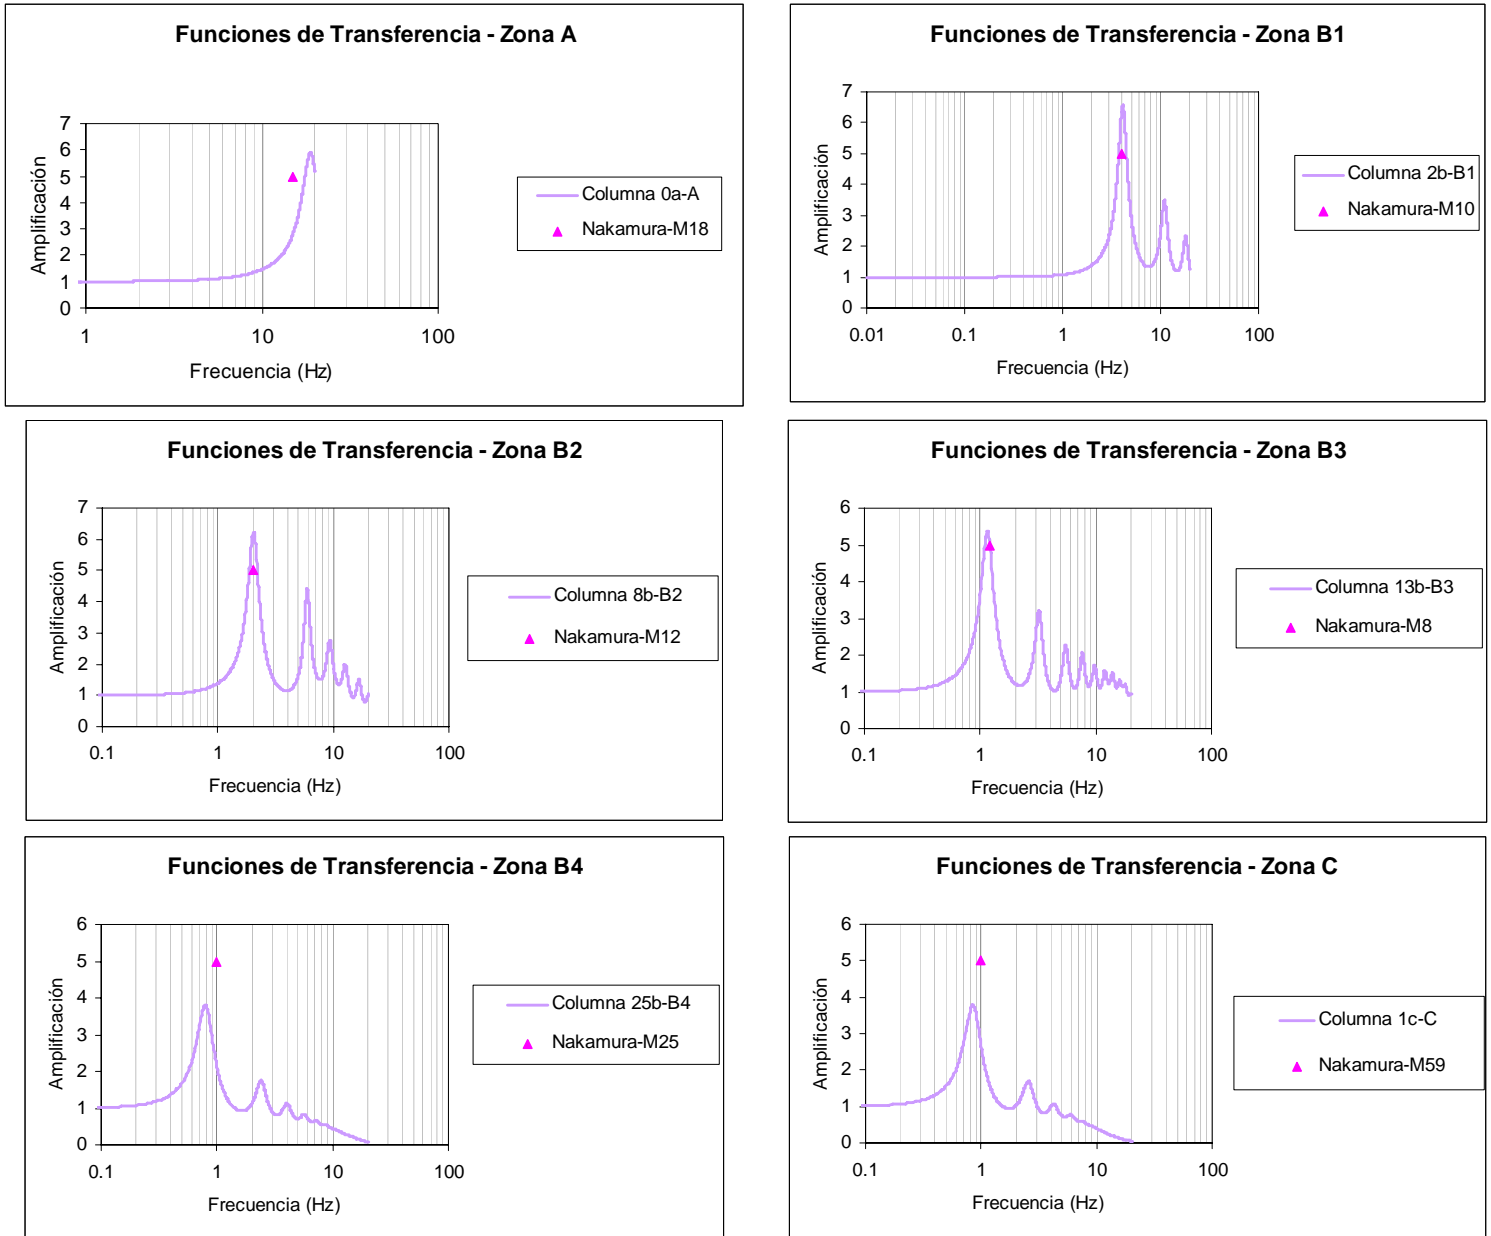 Funciones de Transferencia - Zona A
Amplificación
7
6
5
4
3
2
1
0
1
10
100
Frecuencia (Hz)
Columna 0a-A
Nakamura-M18
Funciones de Transferencia - Zona B1
Amplificación
7
6
5
4
3
2
1
0
0.01
0.1
1
10
100
Frecuencia (Hz)
Columna 2b-B1
Nakamura-M10
Funciones de Transferencia - Zona B2
Amplificación
7
6
5
4
3
2
1
0
0.1
1
10
100
Frecuencia (Hz)
Columna 8b-B2
Nakamura-M12
Funciones de Transferencia - Zona B3
Amplificación
6
5
4
3
2
1
0
0.1
1
10
100
Frecuencia (Hz)
Columna 13b-B3
Nakamura-M8
Funciones de Transferencia - Zona B4
Amplificación
6
5
4
3
2
1
0
0.1
1
10
100
Frecuencia (Hz)
Columna 25b-B4
Nakamura-M25
Funciones de Transferencia - Zona C
Amplificación
6
5
4
3
2
1
0
0.1
1
10
100
Frecuencia (Hz)
Columna 1c-C
Nakamura-M59